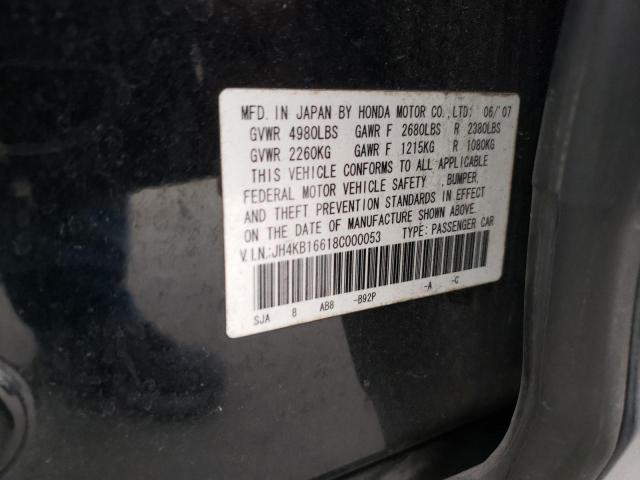 MFD. IN JAPAN BY HONDA MOTOR CO.,LTD: 06/'07
GVWR 4980LBS GAWR F 2680LBS R 2380LBS
GVWR 2260KG GAWR F 1215KG R 1080KG
THIS VEHICLE CONFORMS TO ALL APPLICABLE
FEDERAL MOTOR VEHICLE SAFETY ,BUMPER,
AND THEFT PREVENTION STANDARDS IN EFFECT
ON THE DATE OF MANUFACTURE SHOWN ABOVE.
V.I.N:JH4KB16618C000053 TYPE: PASSENGER CAR
SJA 8 AB8 -B92P -A -C